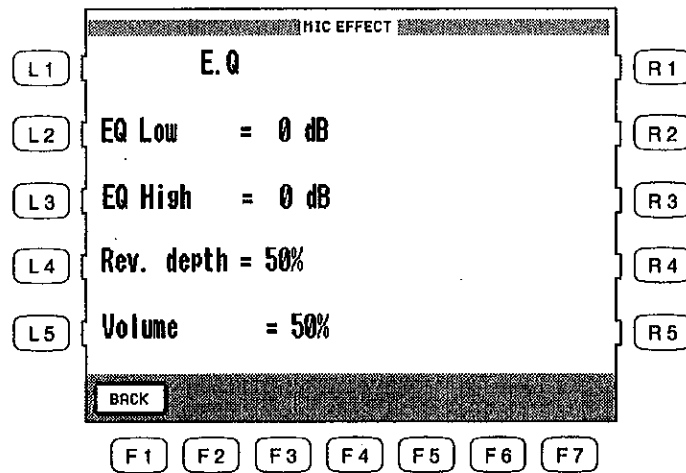 MIC EFFECT
L1 E.Q R1
L2 EQ Low = 0 dB R2
L3 EQ High = 0 dB R3
L4 Rev. depth = 50% R4
L5 Volume = 50% R5
BACK
F1 F2 F3 F4 F5 F6 F7